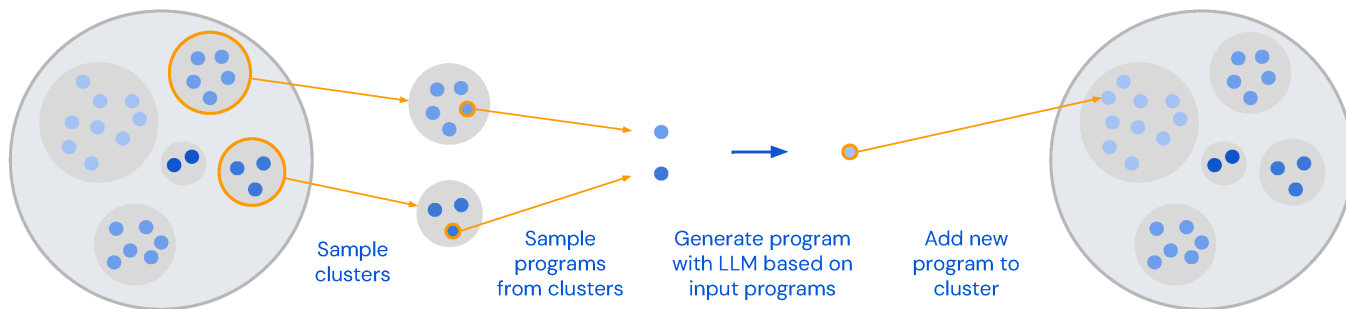 Sample
clusters
Sample
programs
from clusters
Generate program
with LLM based on
input programs
Add new
program to
cluster